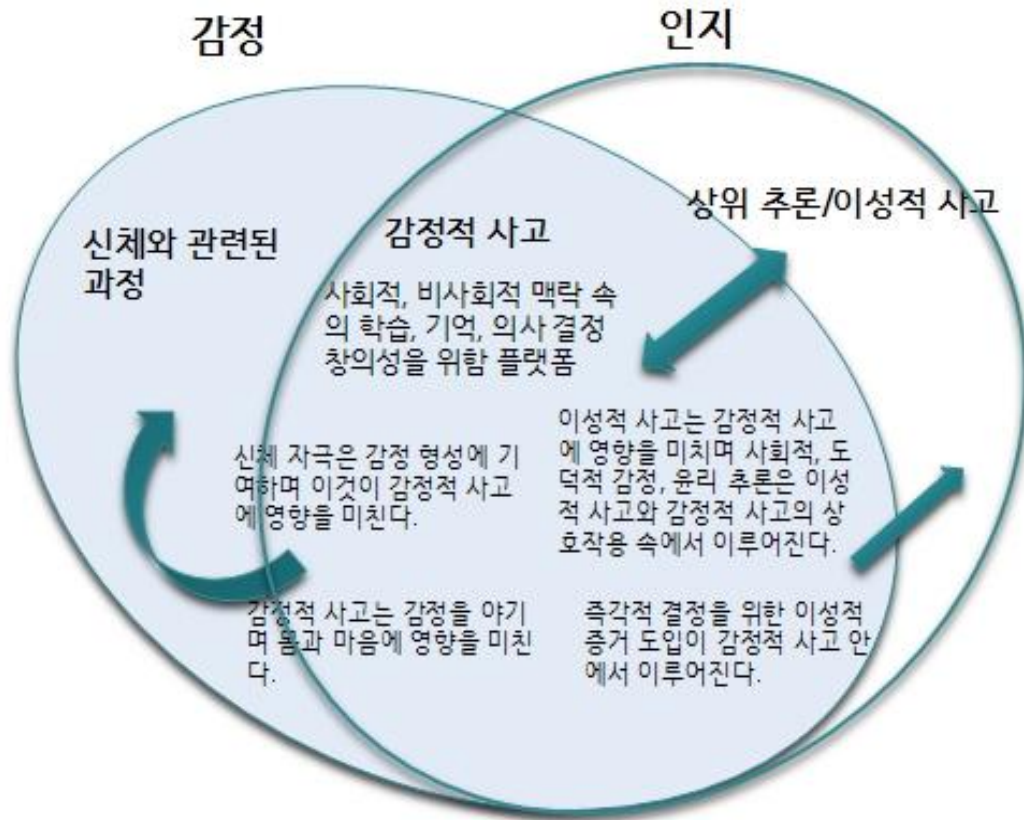 감정
인지
신체와 관련된
과정
감정적 사고
사회적, 비사회적 맥락 속
의 학습, 기억, 의사 결정
창의성을 위함 플랫폼
상위 추론/이성적 사고
신체 자극은 감정 형성에 기
여하며 이것이 감정적 사고
에 영향을 미친다.
감정적 사고는 감정을 야기
며 몸과 마음에 영향을 미친
다.
이성적 사고는 감정적 사고
에 영향을 미치며 사회적, 도
덕적 감정, 윤리 추론은 이성
적 사고와 감정적 사고의 상
호작용 속에서 이루어진다.
즉각적 결정을 위한 이성적
증거 도입이 감정적 사고 안
에서 이루어진다.